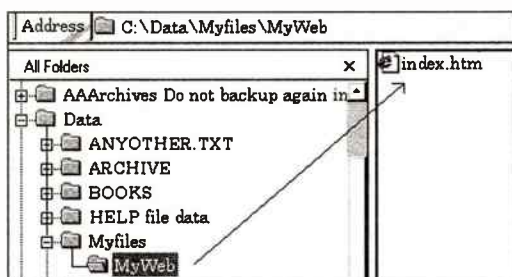 Address C:\Data\Myfiles\MyWeb
All Folders x
index.htm
AAArchives Do not backup again in
Data
ANYOTHER.TXT
ARCHIVE
BOOKS
HELP file data
Myfiles
MyWeb